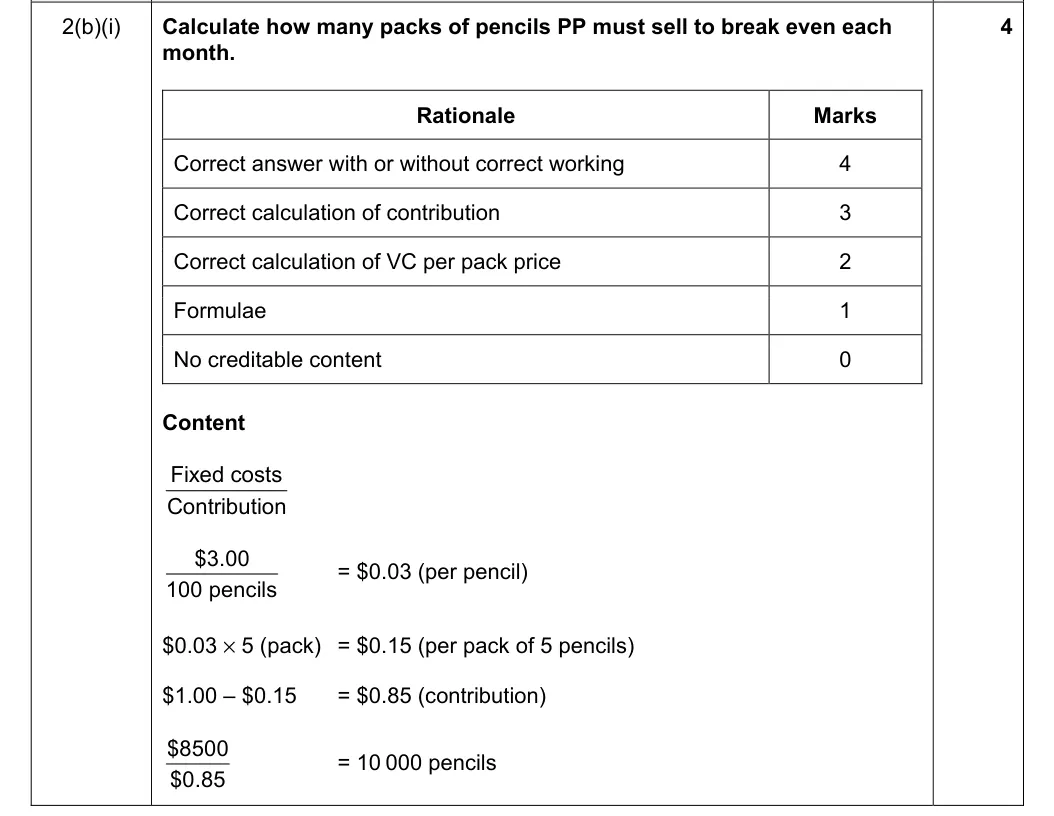 2(b)(i)
Calculate how many packs of pencils PP must sell to break even each
month.
4
Rationale
Marks
Correct answer with or without correct working
4
Correct calculation of contribution
3
Correct calculation of VC per pack price
2
Formulae
1
No creditable content
0
Content
Fixed costs
Contribution
$3.00
100 pencils
= $0.03 (per pencil)
$0.03 × 5 (pack) = $0.15 (per pack of 5 pencils)
$1.00 – $0.15 = $0.85 (contribution)
$8500
$0.85
= 10 000 pencils